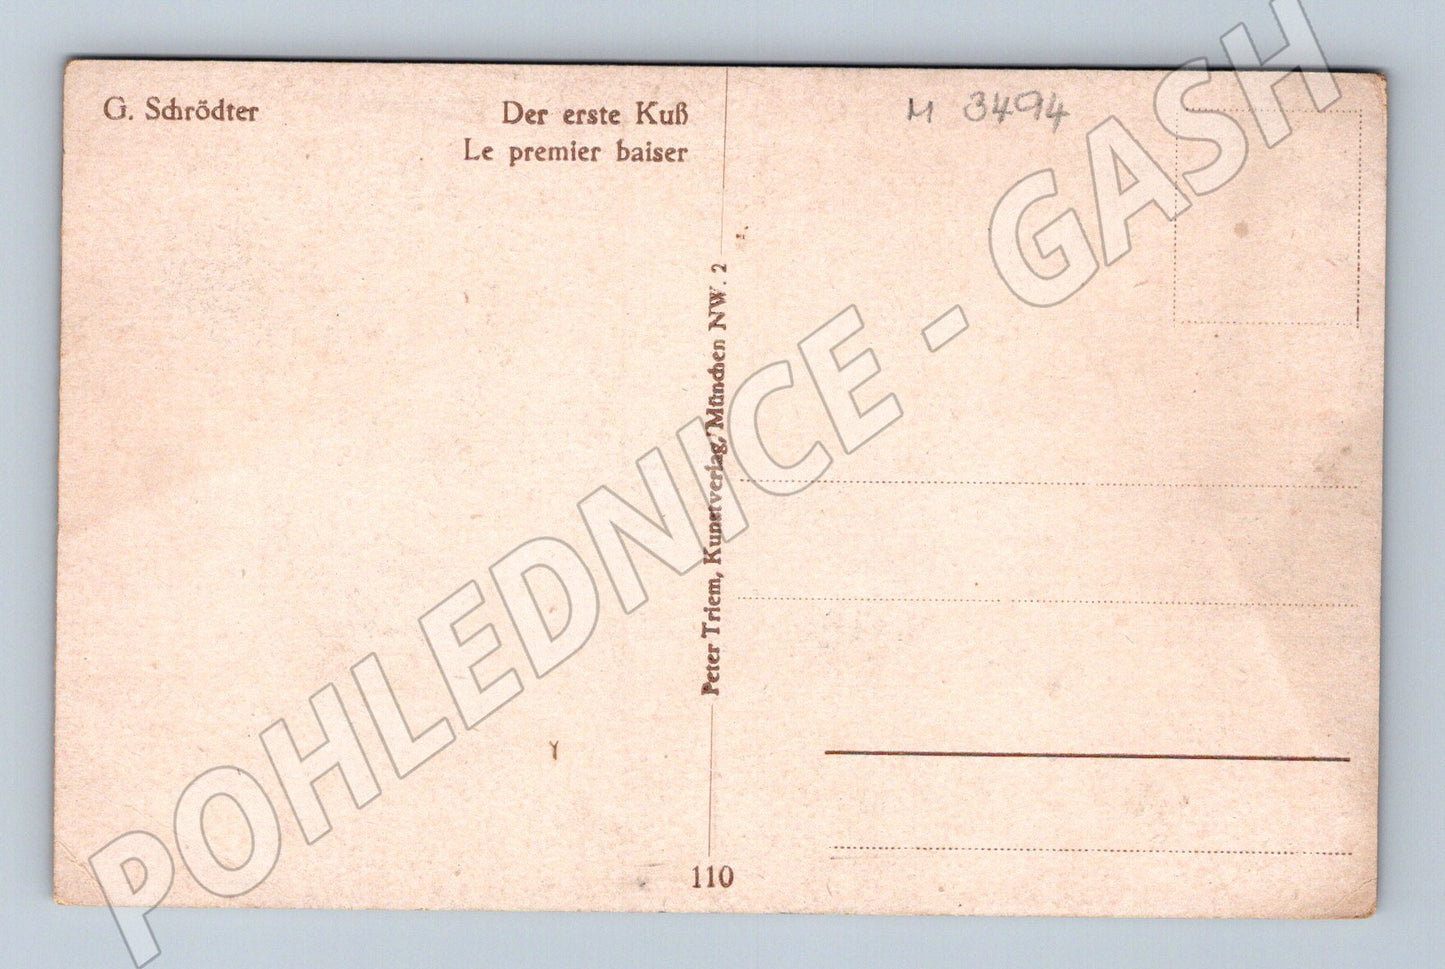 G. Schrödter
Der erste Kuß
Le premier baiser
M 3494
Peter Triem, Kunstverlag, München NW. 2
110
POHLEDNICE - GASH